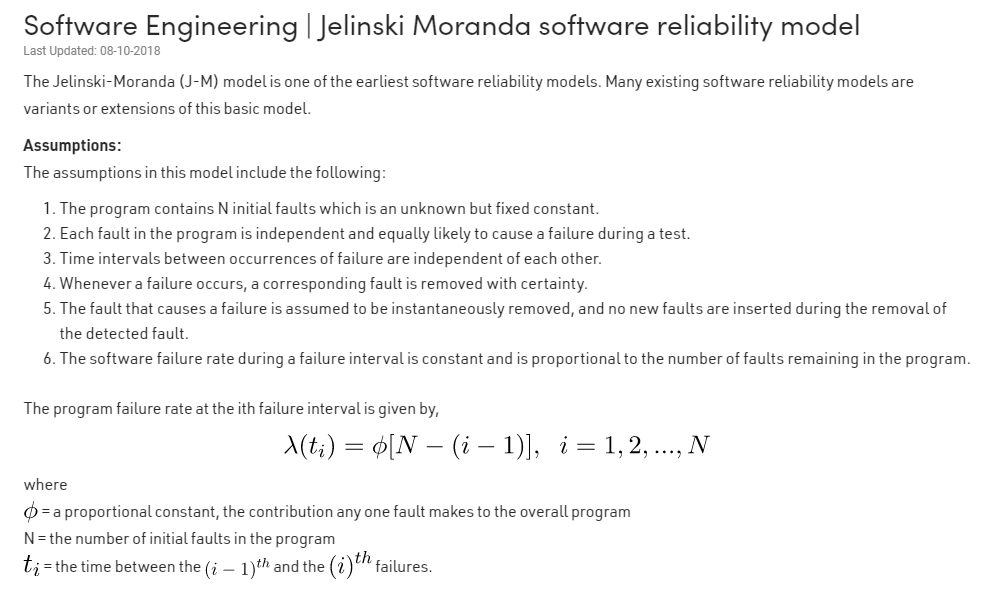 Software Engineering | Jelinski Moranda software reliability model
Last Updated: 08-10-2018
The Jelinski-Moranda (J-M) model is one of the earliest software reliability models. Many existing software reliability models are
variants or extensions of this basic model.
Assumptions:
The assumptions in this model include the following:
1. The program contains N initial faults which is an unknown but fixed constant.
2. Each fault in the program is independent and equally likely to cause a failure during a test.
3. Time intervals between occurrences of failure are independent of each other.
4. Whenever a failure occurs, a corresponding fault is removed with certainty.
5. The fault that causes a failure is assumed to be instantaneously removed, and no new faults are inserted during the removal of
the detected fault.
6. The software failure rate during a failure interval is constant and is proportional to the number of faults remaining in the program.
The program failure rate at the ith failure interval is given by,
λ(tᵢ) = ϕ[N − (i − 1)], i = 1, 2, ..., N
where
ϕ = a proportional constant, the contribution any one fault makes to the overall program
N = the number of initial faults in the program
tᵢ = the time between the (i − 1)ᵗʰ and the (i)ᵗʰ failures.